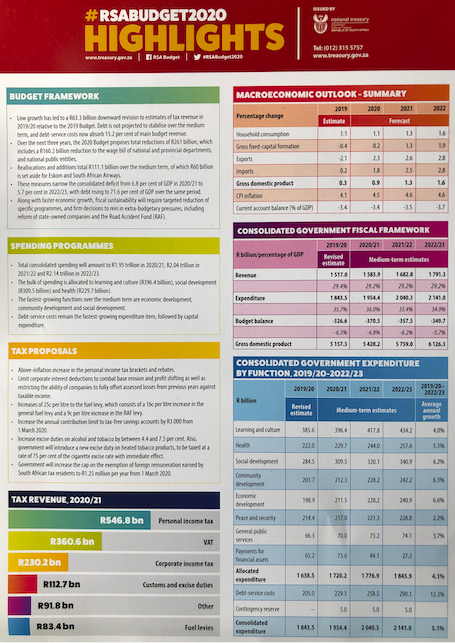 #RSABUDGET2020
HIGHLIGHTS
www.treasury.gov.za | RSA Budget | #RSABudget2020
ISSUED BY
national treasury
REPUBLIC OF SOUTH AFRICA
Tel: (012) 315 5757
www.treasury.gov.za
BUDGET FRAMEWORK
• Low growth has led to a R63.3 billion downward revision to estimates of tax revenue in
2019/20 relative to the 2019 Budget. Debt is not projected to stabilise over the medium
term, and debt-service costs now absorb 15.2 per cent of main budget revenue.
• Over the next three years, the 2020 Budget proposes total reductions of R261 billion, which
includes a R160.2 billion reduction to the wage bill of national and provincial departments,
and national public entities.
• Reallocations and additions total R111.1 billion over the medium term, of which R60 billion
is set aside for Eskom and South African Airways.
• These measures narrow the consolidated deficit from 6.8 per cent of GDP in 2020/21 to
5.7 per cent in 2022/23, with debt rising to 71.6 per cent of GDP over the same period.
• Along with faster economic growth, fiscal sustainability will require targeted reduction of
specific programmes, and firm decisions to rein in extra-budgetary pressures, including
reform of state-owned companies and the Road Accident Fund (RAF).
SPENDING PROGRAMMES
• Total consolidated spending will amount to R1.95 trillion in 2020/21, R2.04 trillion in
2021/22 and R2.14 trillion in 2022/23.
• The bulk of spending is allocated to learning and culture (R396.4 billion), social development
(R309.5 billion) and health (R229.7 billion).
• The fastest-growing functions over the medium term are economic development,
community development and social development.
• Debt-service costs remain the fastest-growing expenditure item, followed by capital
expenditure.
TAX PROPOSALS
• Above-inflation increase in the personal income tax brackets and rebates.
• Limit corporate interest deductions to combat base erosion and profit shifting as well as
restricting the ability of companies to fully offset assessed losses from previous years against
taxable income.
• Increases of 25c per litre to the fuel levy, which consists of a 16c per litre increase in the
general fuel levy and a 9c per litre increase in the RAF levy.
• Increase the annual contribution limit to tax-free savings accounts by R3 000 from
1 March 2020.
• Increase excise duties on alcohol and tobacco by between 4.4 and 7.5 per cent. Also,
government will introduce a new excise duty on heated tobacco products, to be taxed at a
rate of 75 per cent of the cigarette excise rate with immediate effect.
• Government will increase the cap on the exemption of foreign remuneration earned by
South African tax residents to R1.25 million per year from 1 March 2020.
TAX REVENUE, 2020/21
R546.8 bn Personal income tax
R360.6 bn VAT
R230.2 bn Corporate income tax
R112.7 bn Customs and excise duties
R91.8 bn Other
R83.4 bn Fuel levies
MACROECONOMIC OUTLOOK - SUMMARY
Percentage change 2019 2020 2021 2022
Estimate Forecast
Household consumption 1.1 1.1 1.3 1.6
Gross fixed-capital formation -0.4 0.2 1.3 1.9
Exports -2.1 2.3 2.6 2.8
Imports 0.2 1.8 2.5 2.8
Gross domestic product 0.3 0.9 1.3 1.6
CPI inflation 4.1 4.5 4.6 4.6
Current account balance (% of GDP) -3.4 -3.4 -3.5 -3.7
CONSOLIDATED GOVERNMENT FISCAL FRAMEWORK
R billion/percentage of GDP 2019/20 2020/21 2021/22 2022/23
Revised
estimate Medium-term estimates
Revenue 1 517.0 1 583.9 1 682.8 1 791.3
29.4% 29.2% 29.2% 29.2%
Expenditure 1 843.5 1 954.4 2 040.3 2 141.0
35.7% 36.0% 35.4% 34.9%
Budget balance -326.6 -370.5 -357.5 -349.7
-6.3% -6.8% -6.2% -5.7%
Gross domestic product 5 157.3 5 428.2 5 759.0 6 126.3
CONSOLIDATED GOVERNMENT EXPENDITURE
BY FUNCTION, 2019/20-2022/23
R billion 2019/20 2020/21 2021/22 2022/23 2019/20–
2022/23
Revised
estimate Medium-term estimates Average
annual
growth
Learning and culture 385.6 396.4 417.8 434.2 4.0%
Health 222.0 229.7 244.0 257.6 5.1%
Social development 284.5 309.5 320.1 340.9 6.2%
Community
development 201.7 212.3 228.2 242.2 6.3%
Economic
development 198.9 211.5 228.2 240.9 6.6%
Peace and security 214.4 217.0 221.3 228.8 2.2%
General public
services 66.3 70.0 73.2 74.1 3.7%
Payments for
financial assets 65.2 73.6 44.1 27.3
Allocated
expenditure 1 638.5 1 720.2 1 776.9 1 845.9 4.1%
Debt-service costs 205.0 229.3 258.5 290.1 12.3%
Contingency reserve – 5.0 5.0 5.0
Consolidated
expenditure 1 843.5 1 954.4 2 040.3 2 141.0 5.1%